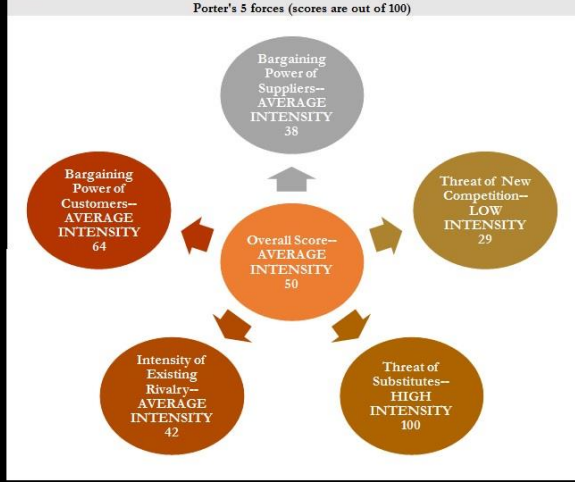 Porter's 5 forces (scores are out of 100)
Bargaining
Power of
Suppliers--
AVERAGE
INTENSITY
38
Bargaining
Power of
Customers--
AVERAGE
INTENSITY
64
Threat of New
Competition--
LOW
INTENSITY
29
Overall Score--
AVERAGE
INTENSITY
50
Intensity of
Existing
Rivalry--
AVERAGE
INTENSITY
42
Threat of
Substitutes--
HIGH
INTENSITY
100